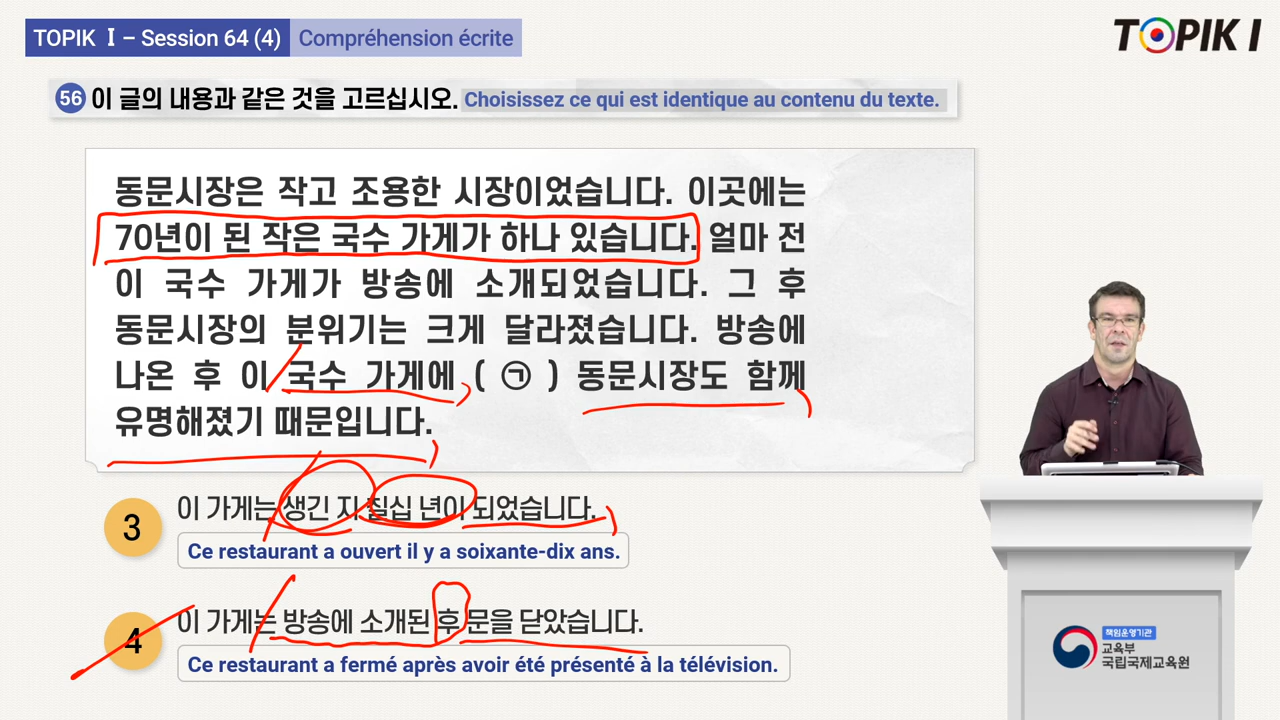 TOPIK Ⅰ – Session 64 (4) Compréhension écrite
TOPIK I
56 이 글의 내용과 같은 것을 고르십시오. Choisissez ce qui est identique au contenu du texte.
동문시장은 작고 조용한 시장이었습니다. 이곳에는
70년이 된 작은 국수 가게가 하나 있습니다. 얼마 전
이 국수 가게가 방송에 소개되었습니다. 그 후
동문시장의 분위기는 크게 달라졌습니다. 방송에
나온 후 이 국수 가게에 ( ㉠ ) 동문시장도 함께
유명해졌기 때문입니다.
3 이 가게는 생긴 지 칠십 년이 되었습니다.
Ce restaurant a ouvert il y a soixante-dix ans.
4 이 가게는 방송에 소개된 후 문을 닫았습니다.
Ce restaurant a fermé après avoir été présenté à la télévision.
책임운영기관
교육부
국립국제교육원